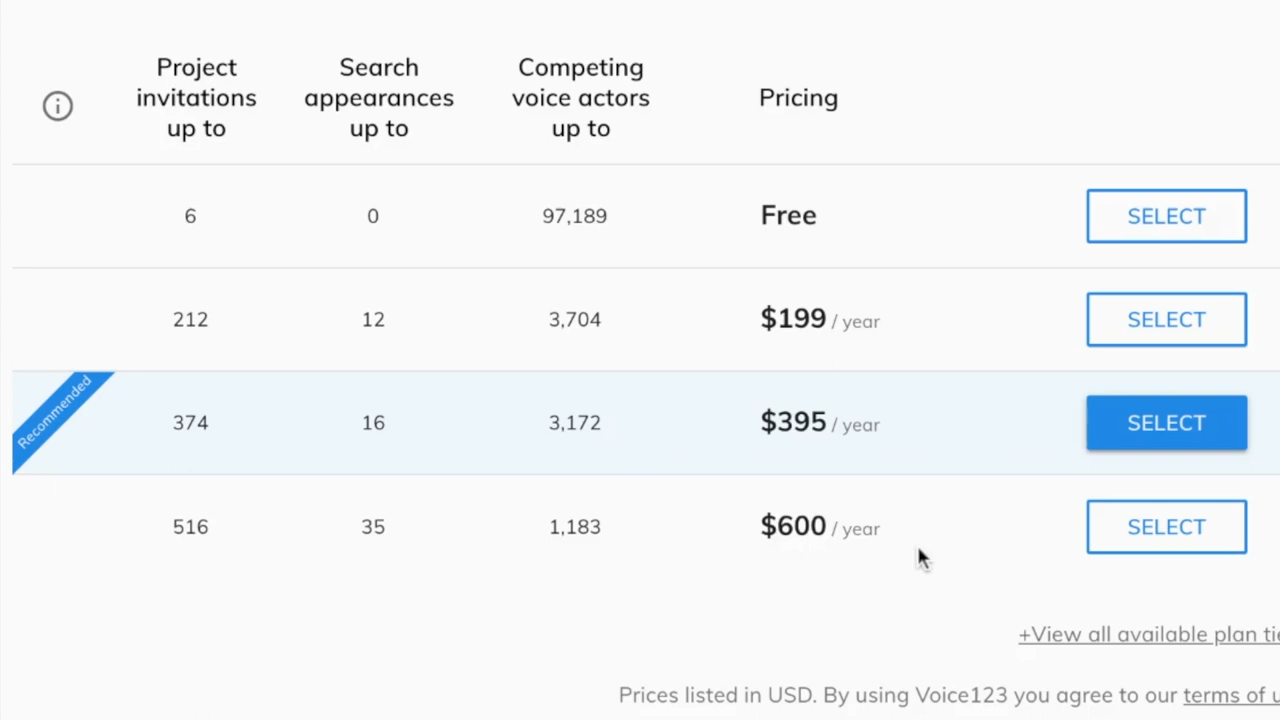 Project invitations up to
Search appearances up to
Competing voice actors up to
Pricing
6 0 97,189 Free SELECT
212 12 3,704 $199 / year SELECT
Recommended
374 16 3,172 $395 / year SELECT
516 35 1,183 $600 / year SELECT
+View all available plan
Prices listed in USD. By using Voice123 you agree to our terms of